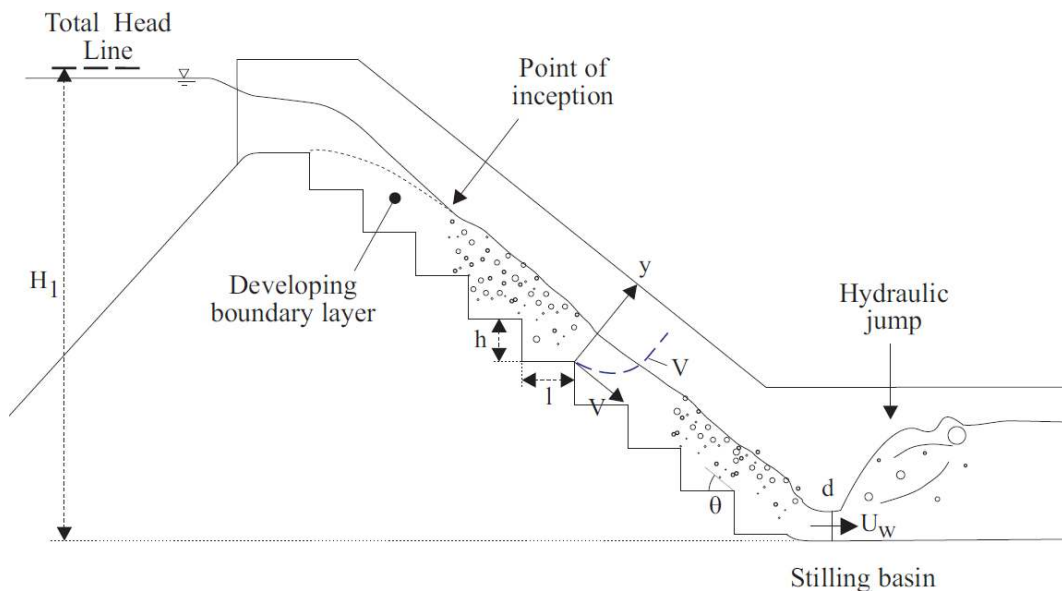 Total Head
Line
Point of
inception
H1
Developing
boundary layer
y
Hydraulic
jump
h
V
l
V
θ
d
Uw
Stilling basin